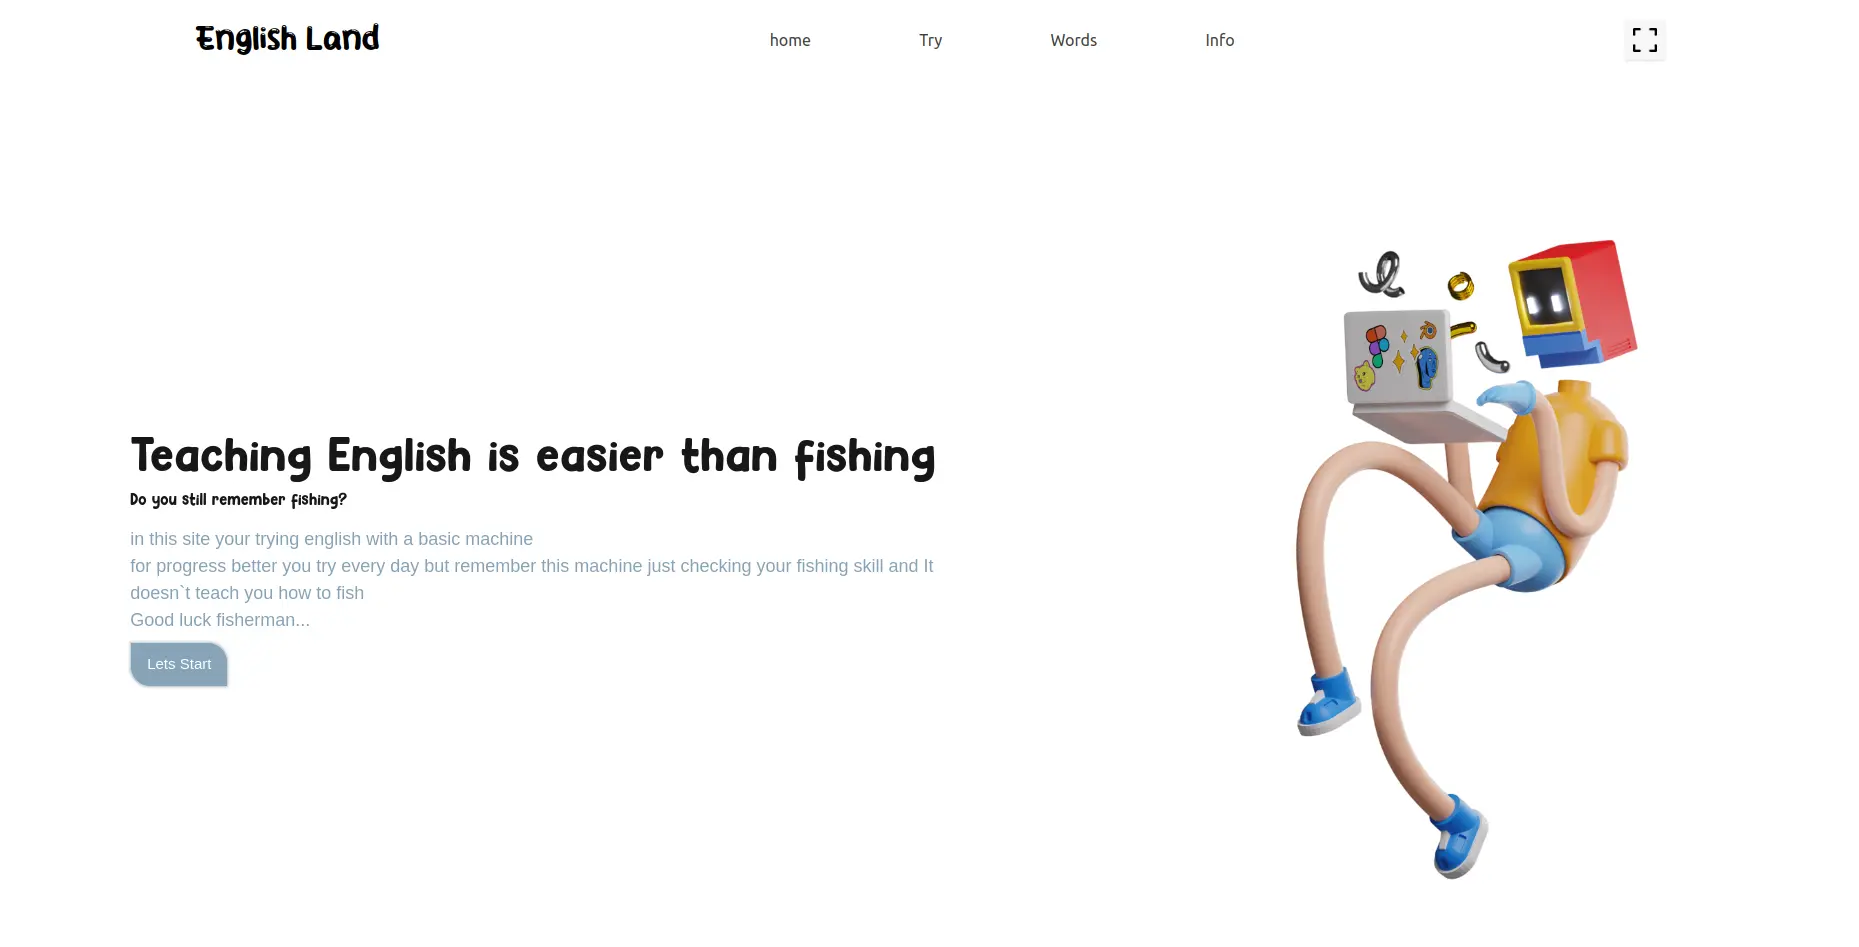 English Land
home
Try
Words
Info
Teaching English is easier than fishing
Do you still remember fishing?
in this site your trying english with a basic machine
for progress better you try every day but remember this machine just checking your fishing skill and It
doesn`t teach you how to fish
Good luck fisherman...
Lets Start